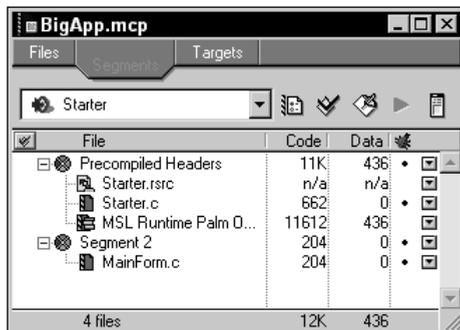 BigApp.mcp
Files Segments Targets
Starter
File Code Data
Precompiled Headers 11K 436
Starter.rsrc n/a n/a
Starter.c 662 0
MSL Runtime Palm O... 11612 436
Segment 2 204 0
MainForm.c 204 0
4 files 12K 436